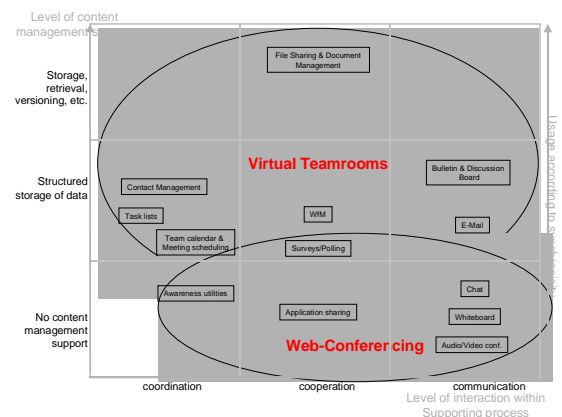 Level of content
management s
Storage,
retrieval,
versioning, etc.
File Sharing & Document
Management
Virtual Teamrooms
Bulletin & Discussion
Board
Structured
storage of data
Contact Management
Task lists
WfM
E-Mail
Team calendar &
Meeting scheduling
Surveys/Polling
Usage according to synchronicity
Awareness utilities
Chat
Application sharing
Whiteboard
No content
management
support
Web-Conferencing
Audio/Video conf.
coordination
cooperation
communication
Level of interaction within
Supporting process